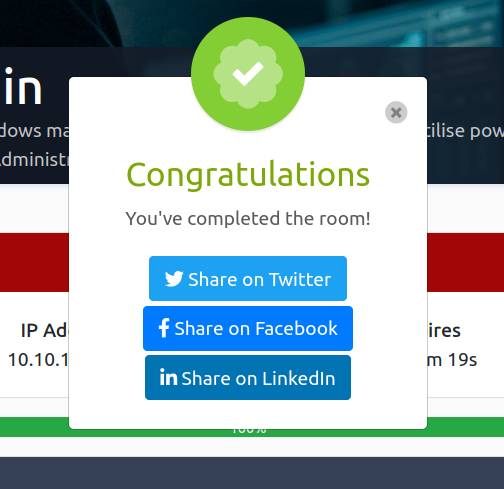 in
dows ma
tilise pow
Administr
Congratulations
You've completed the room!
Share on Twitter
Share on Facebook
Share on LinkedIn
IP Ad
ires
10.10.1
m 19s
100%